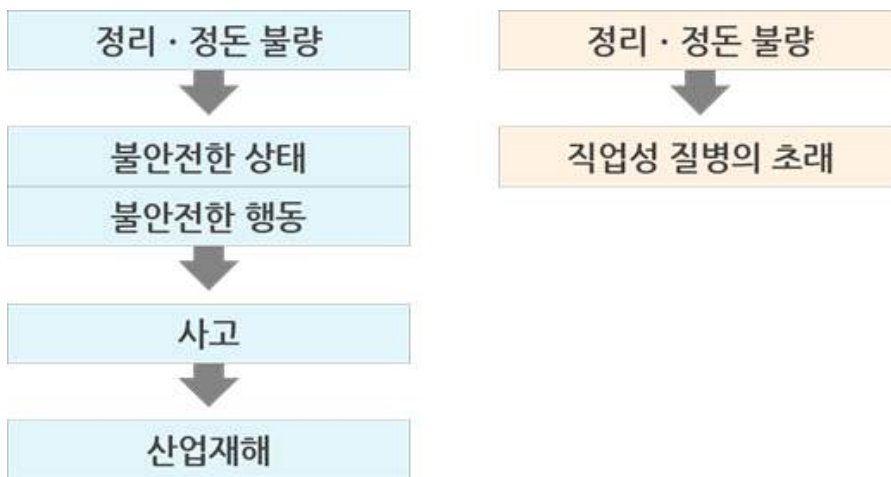 정리 · 정돈 불량
불안전한 상태
불안전한 행동
사고
산업재해
정리 · 정돈 불량
직업성 질병의 초래